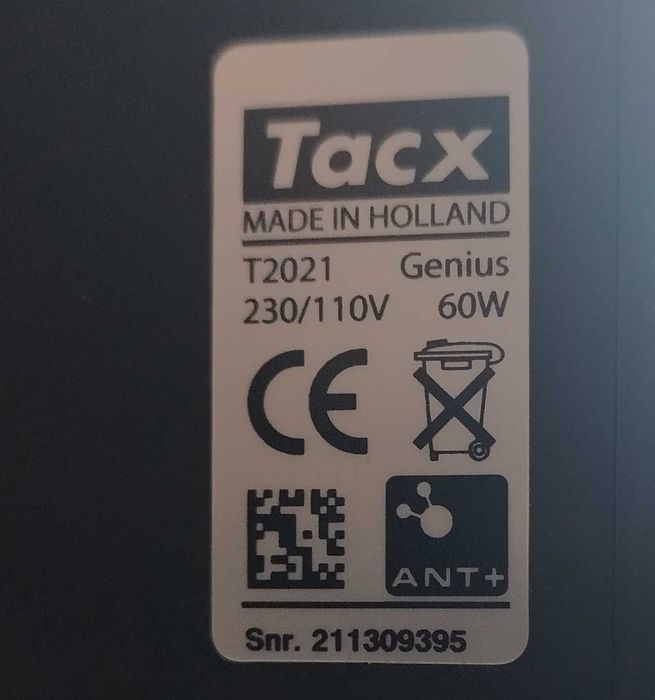 Tacx
MADE IN HOLLAND
T2021 Genius
230/110V 60W
CE
ANT+
Snr. 211309395